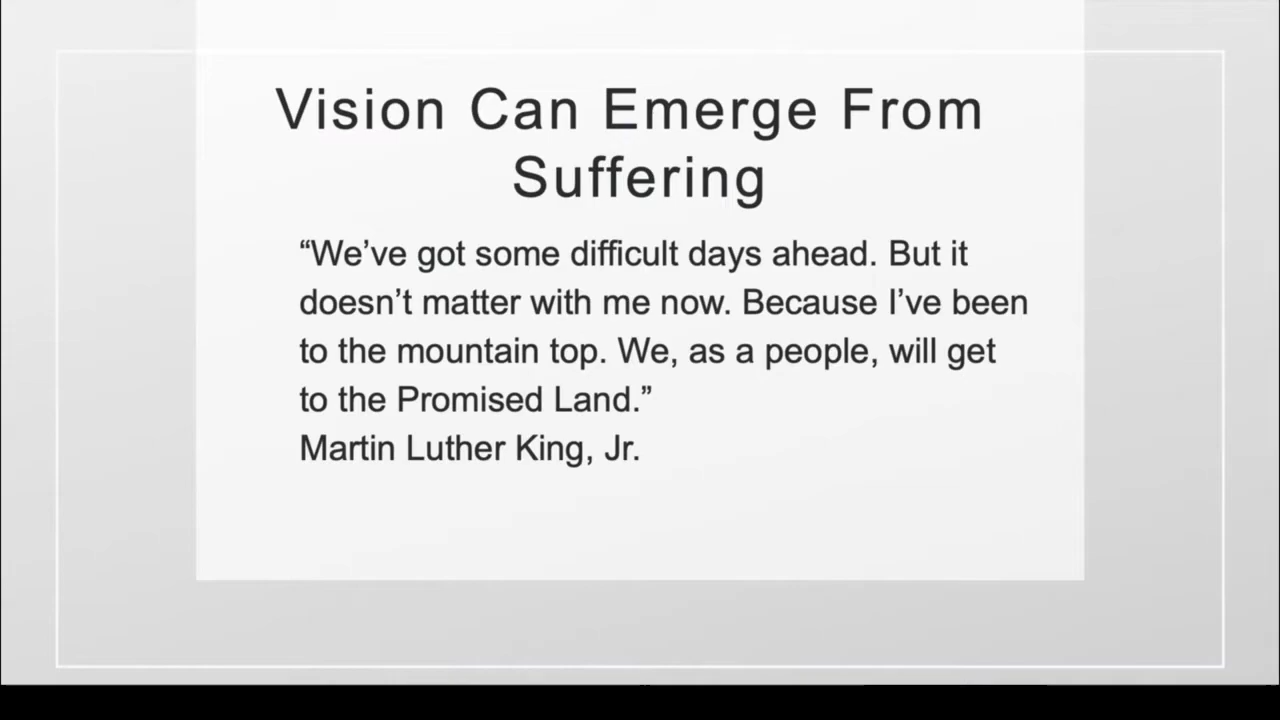 Vision Can Emerge From
Suffering
“We’ve got some difficult days ahead. But it
doesn’t matter with me now. Because I’ve been
to the mountain top. We, as a people, will get
to the Promised Land.”
Martin Luther King, Jr.